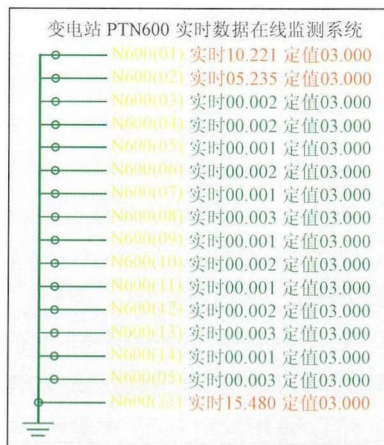 变电站 PTN600 实时数据在线监测系统
N600(01) 实时10.221 定值03.000
N600(02) 实时05.235 定值03.000
N600(03) 实时00.002 定值03.000
N600(04) 实时00.002 定值03.000
N600(05) 实时00.001 定值03.000
N600(06) 实时00.002 定值03.000
N600(07) 实时00.001 定值03.000
N600(08) 实时00.003 定值03.000
N600(09) 实时00.001 定值03.000
N600(10) 实时00.002 定值03.000
N600(11) 实时00.001 定值03.000
N600(12) 实时00.002 定值03.000
N600(13) 实时00.003 定值03.000
N600(14) 实时00.001 定值03.000
N600(05) 实时00.003 定值03.000
实时15.480 定值03.000